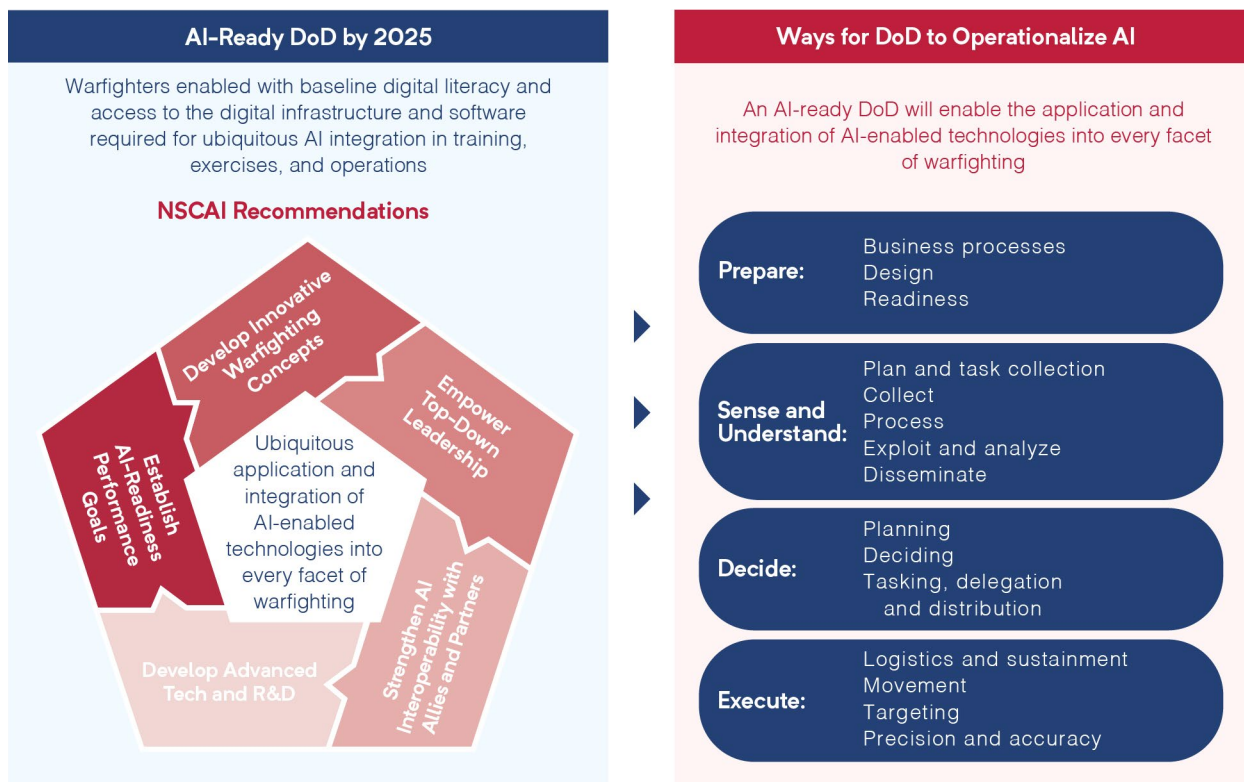 AI-Ready DoD by 2025
Warfighters enabled with baseline digital literacy and
access to the digital infrastructure and software
required for ubiquitous AI integration in training,
exercises, and operations
NSCAI Recommendations
Develop Innovative
Warfighting
Concepts
Empower
Top-Down
Leadership
Strengthen AI
Interoperability with
Allies and Partners
Develop Advanced
Tech and R&D
Establish
AI-Readiness
Performance
Goals
Ubiquitous
application and
integration of
AI-enabled
technologies into
every facet of
warfighting
Ways for DoD to Operationalize AI
An AI-ready DoD will enable the application and
integration of AI-enabled technologies into every facet
of warfighting
Prepare:
Business processes
Design
Readiness
Sense and
Understand:
Plan and task collection
Collect
Process
Exploit and analyze
Disseminate
Decide:
Planning
Deciding
Tasking, delegation
and distribution
Execute:
Logistics and sustainment
Movement
Targeting
Precision and accuracy